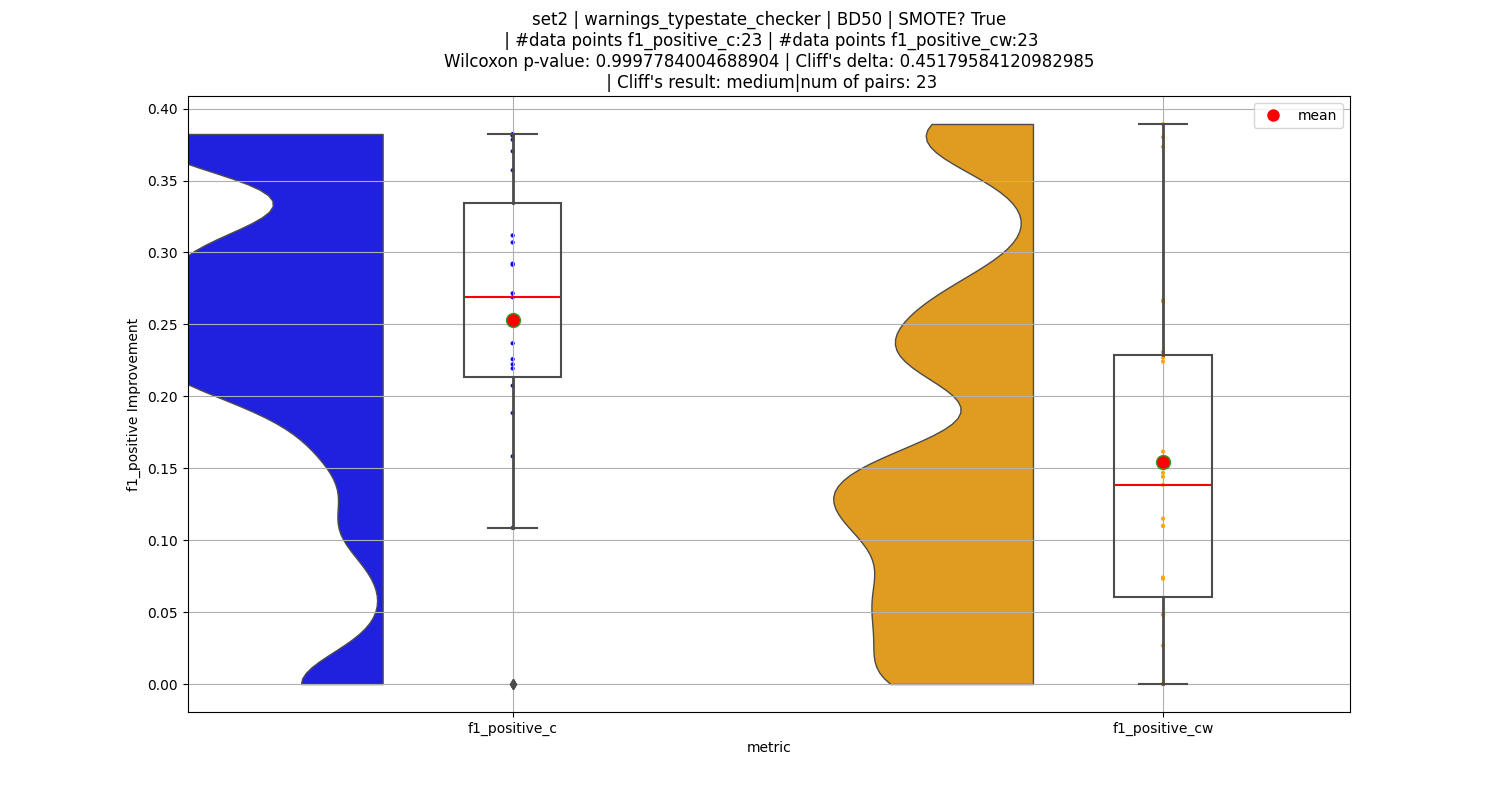 set2 | warnings_typestate_checker | BD50 | SMOTE? True
| #data points f1_positive_c:23 | #data points f1_positive_cw:23
Wilcoxon p-value: 0.9997784004688904 | Cliff's delta: 0.45179584120982985
| Cliff's result: medium|num of pairs: 23
mean
0.40
0.35
0.30
0.25
0.20
0.15
0.10
0.05
0.00
f1_positive Improvement
f1_positive_c
f1_positive_cw
metric